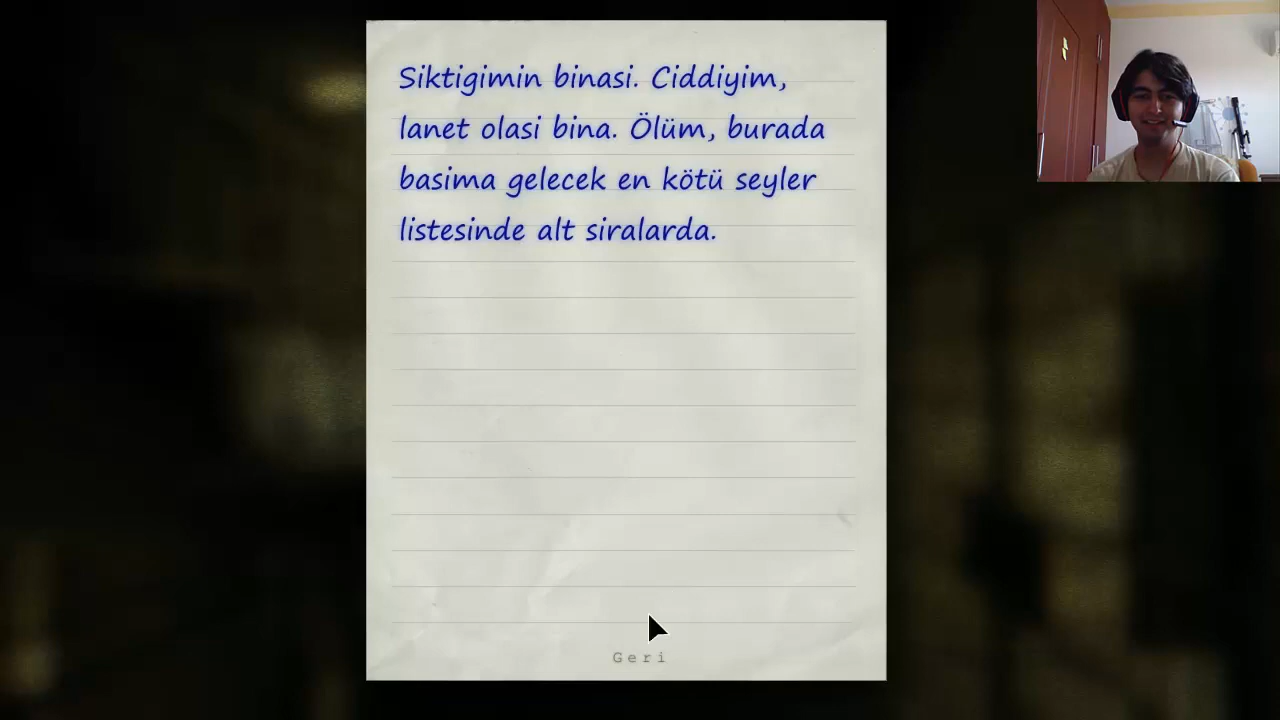 Siktigimin binasi. Ciddiyim,
lanet olasi bina. Ölüm, burada
basima gelecek en kötü seyler
listesinde alt siralarda.
Geri